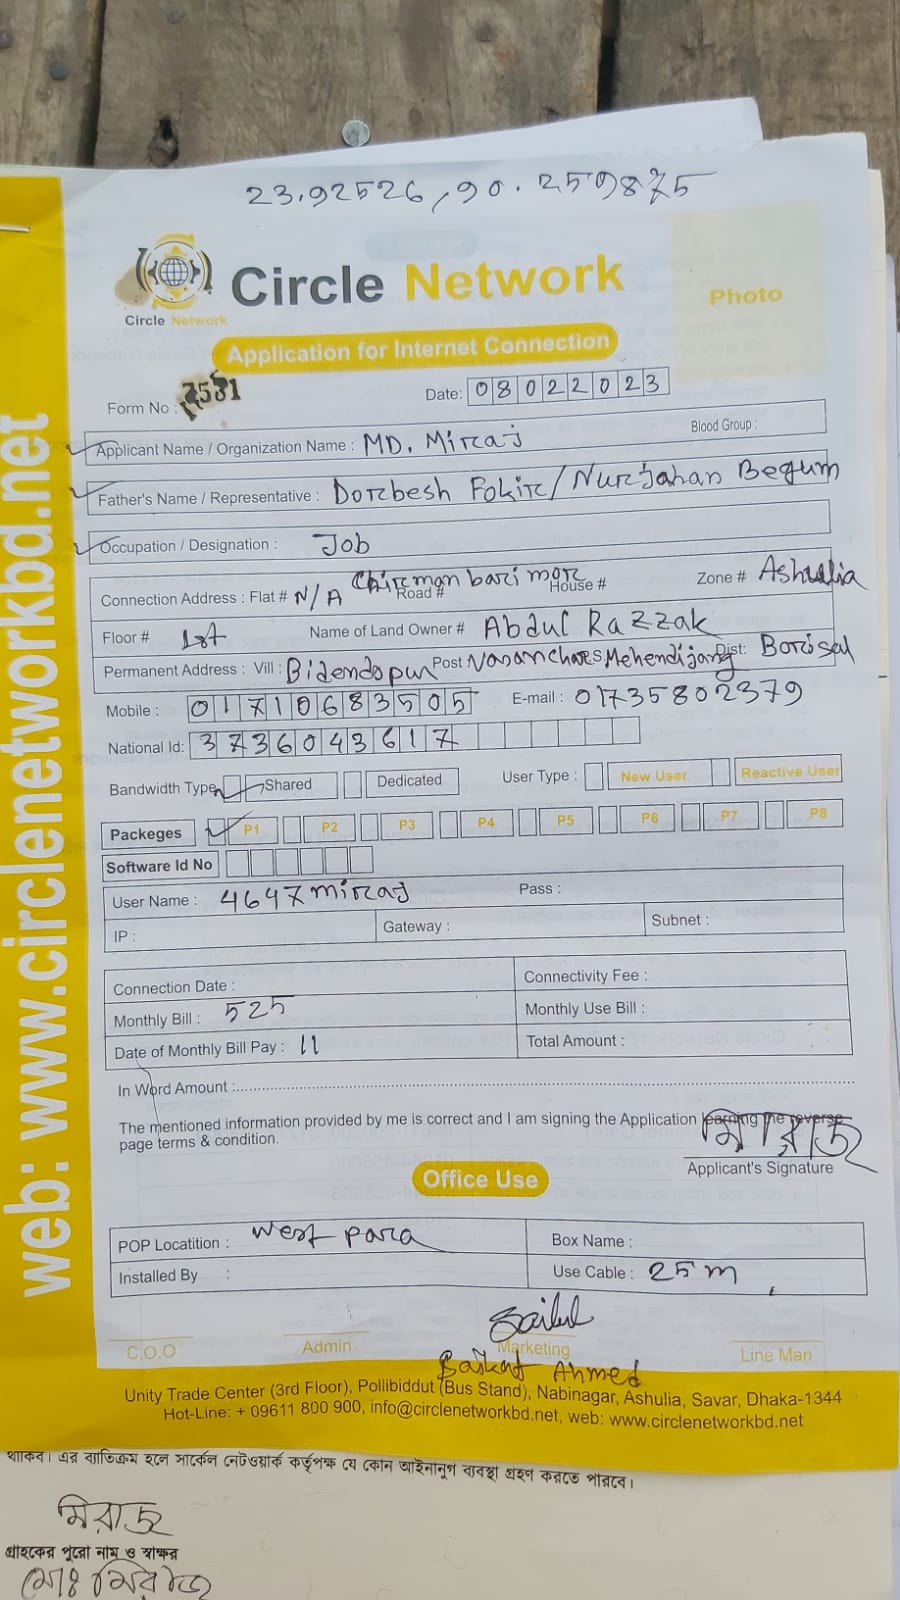 23.92526, 90.259875
Circle Network
Circle Network
Photo
Application for Internet Connection
Form No : 2531
Date: 08022023
Applicant Name / Organization Name : MD. Miraj
Blood Group :
Father's Name / Representative : Dorbesh Fokir/Nurjahan Begum
Occupation / Designation : Job
Connection Address : Flat # N/A Road # Chirman bari mor House # Zone # Ashulia
Floor # 1st Name of Land Owner # Abdul Razzak
Permanent Address : Vill : Bidendopur Post Mehendijang Dist: Borisal
Mobile : 01710683505 E-mail : 01735802379
National Id: 3736043617
Bandwidth Type Shared Dedicated User Type : New User Reactive User
Packeges P1 P2 P3 P4 P5 P6 P7 P8
Software Id No
User Name : 4647miraj Pass :
IP : Gateway : Subnet :
Connection Date : Connectivity Fee :
Monthly Bill : 525 Monthly Use Bill :
Date of Monthly Bill Pay : 11 Total Amount :
In Word Amount :
The mentioned information provided by me is correct and I am signing the Application learning the reverse
page terms & condition.
মিরাজ
Applicant's Signature
Office Use
POP Locatition : West para Box Name :
Installed By : Use Cable : 25m
C.O.O Admin Marketing Line Man
Saikat Ahmed
Unity Trade Center (3rd Floor), Pollibiddut (Bus Stand), Nabinagar, Ashulia, Savar, Dhaka-1344
Hot-Line: + 09611 800 900, info@circlenetworkbd.net, web: www.circlenetworkbd.net
web: www.circlenetworkbd.net
থাকিব। এর ব্যতিক্রম হলে সার্কেল নেটওয়ার্ক কর্তৃপক্ষ যে কোন আইনানুগ ব্যবস্থা গ্রহণ করতে পারবে।
মিরাজ
গ্রাহকের পুরো নাম ও স্বাক্ষর
মোঃ মিরাজ